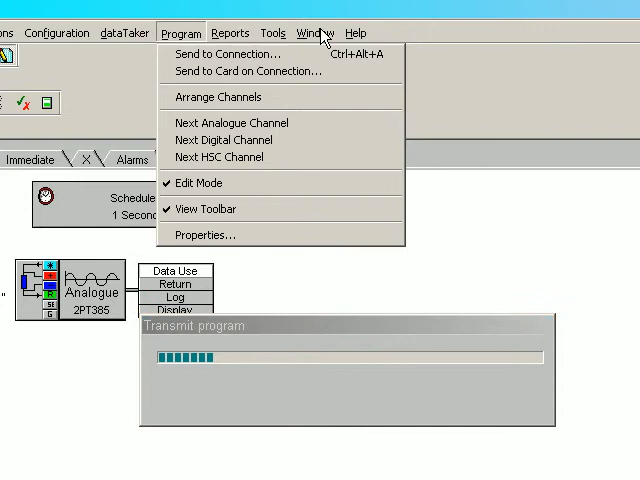 ons Configuration dataTaker Program Reports Tools Window Help
Send to Connection... Ctrl+Alt+A
Send to Card on Connection...
Arrange Channels
Next Analogue Channel
Next Digital Channel
Next HSC Channel
Edit Mode
View Toolbar
Properties...
Immediate X Alarms
Schedule
1 Second
"
Analogue
2PT385
R
SE
G
Data Use
Return
Log
Display
Transmit program